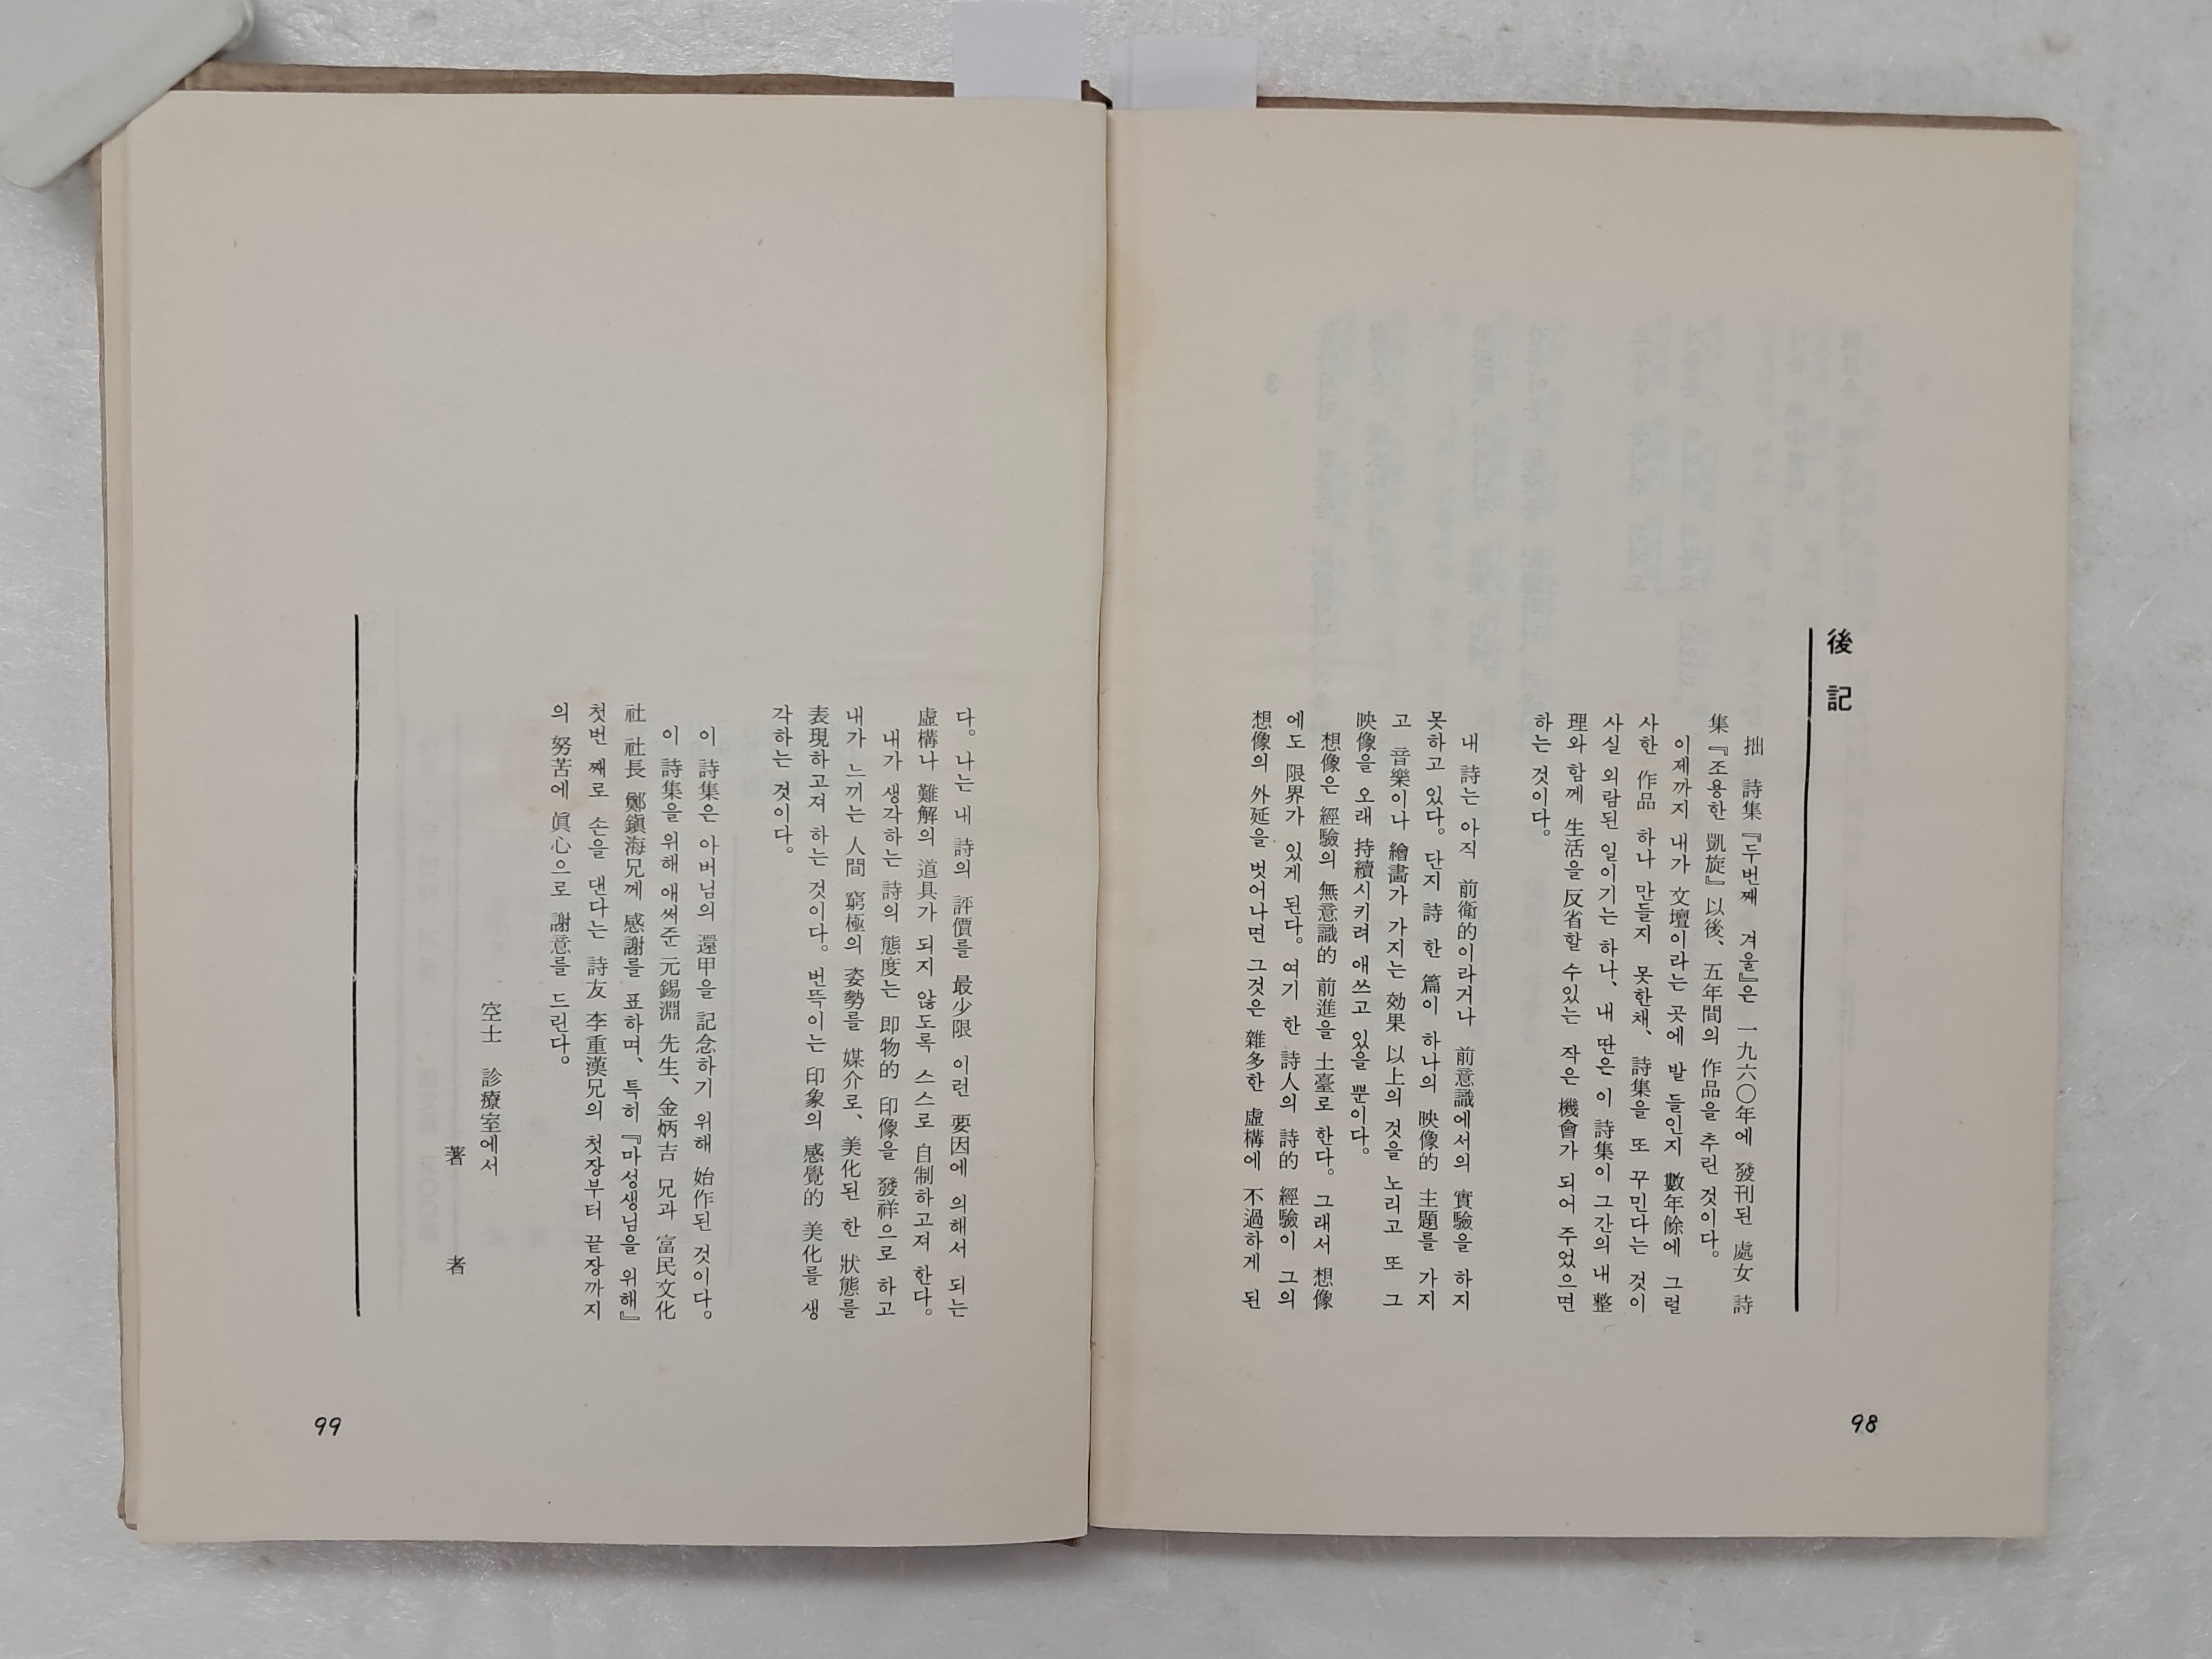 後記
拙 詩集『두번째 겨울』은 一九六〇年에 發刊된 處女 詩
集『조용한 凱旋』以後、五年間의 作品을 추린 것이다。
이제까지 내가 文壇이라는 곳에 발 들인지 數年餘에 그럴
사한 作品 하나 만들지 못한채、詩集을 또 꾸민다는 것이
사실 외람된 일이기는 하나、내 딴은 이 詩集이 그간의 내 整
理와 함께 生活을 反省할 수있는 작은 機會가 되어 주었으면
하는 것이다。
내 詩는 아직 前衛的이라거나 前意識에서의 實驗을 하지
못하고 있다。단지 詩 한 篇이 하나의 映像的 主題를 가지
고 音樂이나 繪畵가 가지는 効果 以上의 것을 노리고 또 그
映像을 오래 持續시키려 애쓰고 있을 뿐이다。
想像은 經驗의 無意識的 前進을 土臺로 한다。그래서 想像
에도 限界가 있게 된다。여기 한 詩人의 詩的 經驗이 그의
想像의 外延을 벗어나면 그것은 雜多한 虛構에 不過하게 된
98
다。나는 내 詩의 評價를 最少限 이런 要因에 의해서 되는
虛構나 難解의 道具가 되지 않도록 스스로 自制하고져 한다。
내가 생각하는 詩의 態度는 即物的 印像을 發祥으로 하고
내가 느끼는 人間 窮極의 姿勢를 媒介로、美化된 한 狀態를
表現하고져 하는 것이다。번뜩이는 印象의 感覺的 美化를 생
각하는 것이다。
이 詩集은 아버님의 還甲을 記念하기 위해 始作된 것이다。
이 詩集을 위해 애써준 元錫淵 先生、金炳吉 兄과 富民文化
社 社長 鄭鎭海兄께 感謝를 표하며、특히『마성생님을 위해』
첫번 째로 손을 댄다는 詩友 李重漢兄의 첫장부터 끝장까지
의 努苦에 眞心으로 謝意를 드린다。
空士 診療室에서
著 者
99